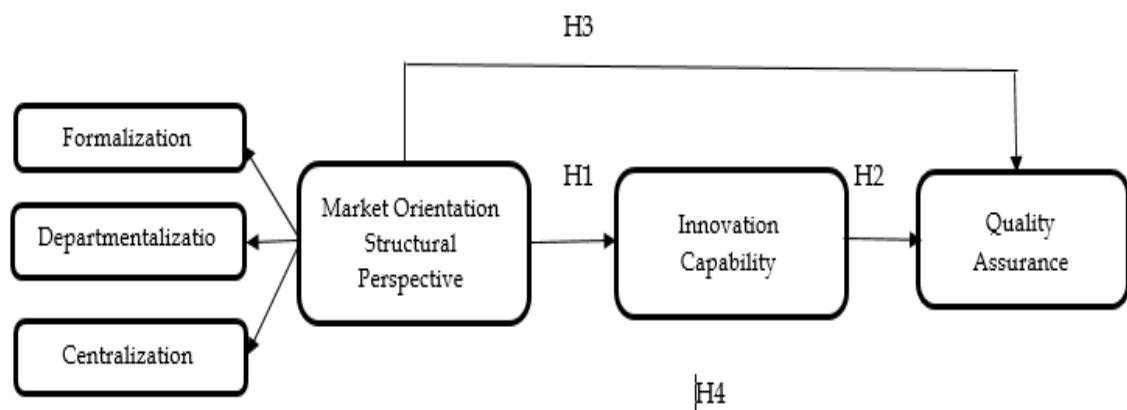 H3
Formalization
Departmentalizatio
Centralization
Market Orientation
Structural
Perspective
H1
Innovation
Capability
H2
Quality
Assurance
H4